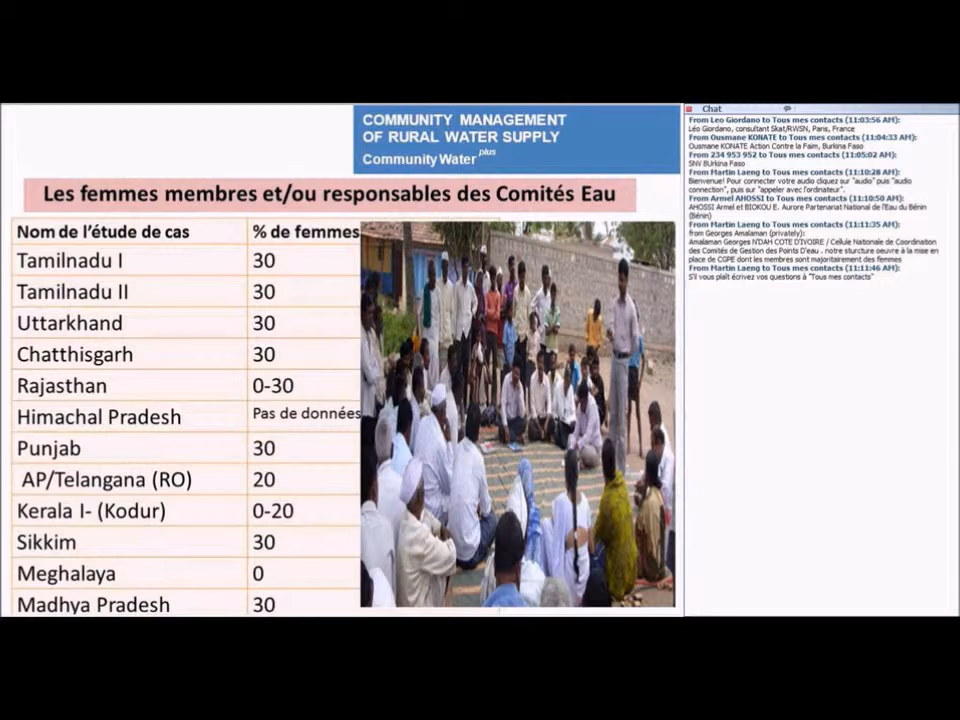 COMMUNITY MANAGEMENT
OF RURAL WATER SUPPLY
Community Water plus
Les femmes membres et/ou responsables des Comités Eau
Nom de l'étude de cas % de femmes
Tamilnadu I 30
Tamilnadu II 30
Uttarkhand 30
Chatthisgarh 30
Rajasthan 0-30
Himachal Pradesh Pas de données
Punjab 30
AP/Telangana (RO) 20
Kerala I- (Kodur) 0-20
Sikkim 30
Meghalaya 0
Madhya Pradesh 30
Chat
From Leo Giordano to Tous mes contacts (11:03:56 AM):
Léo Giordano, consultant Skat/RWSN, Paris, France
From Ousmane KONATE to Tous mes contacts (11:04:33 AM):
Ousmane KONATE Action Contre la Faim, Burkina Faso
From 234 953 952 to Tous mes contacts (11:05:02 AM):
SNV BUrkina Faso
From Martin Laeng to Tous mes contacts (11:10:28 AM):
Bienvenue! Pour connecter votre audio cliquez sur "audio" puis "audio
connection", puis sur "appeler avec l'ordinateur".
From Armel AHOSSI to Tous mes contacts (11:10:50 AM):
AHOSSI Armel et BIOKOU E. Aurore Partenariat National de l'Eau du Bénin
(Bénin)
From Martin Laeng to Tous mes contacts (11:11:35 AM):
from Georges Amalaman (privately):
Amalaman Georges N'DAH COTE D'IVOIRE / Cellule Nationale de Coordination
des Comités de Gestion des Points D'eau . notre sturcture oeuvre à la mise en
place de CGPE dont les membres sont majoritairement des femmes
From Martin Laeng to Tous mes contacts (11:11:46 AM):
S'il vous plaît écrivez vos questions à "Tous mes contacts"